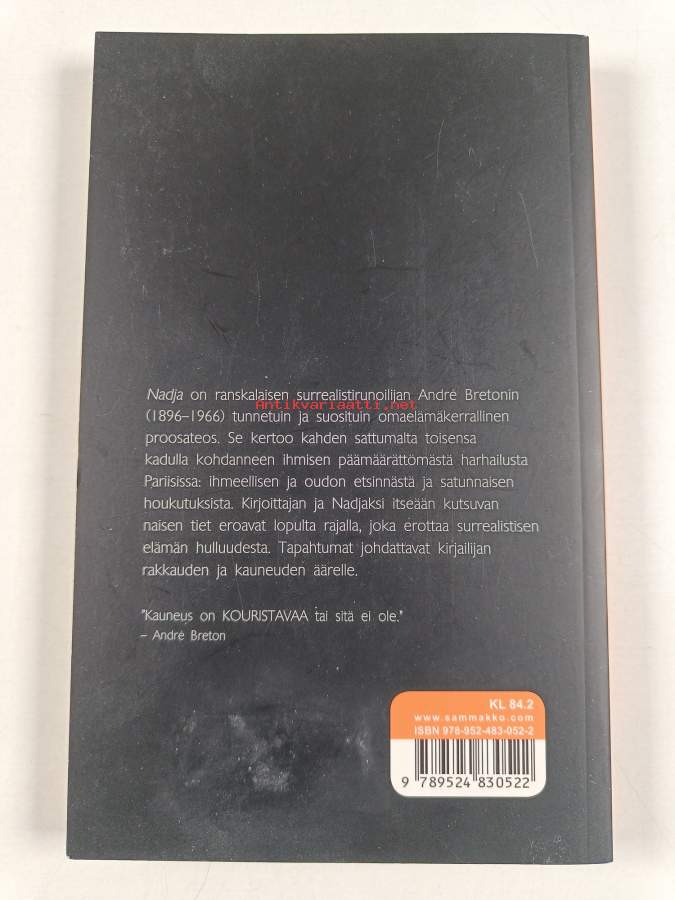 Nadja on ranskalaisen surrealistirunoilijan André Bretonin
Antikvariaatti.net
(1896–1966) tunnetuin ja suosituin omaelämäkerrallinen
proosateos. Se kertoo kahden sattumalta toisensa
kadulla kohdanneen ihmisen päämäärättömästä harhailusta
Pariisissa: ihmeellisen ja oudon etsinnästä ja satunnaisen
houkutuksista. Kirjoittajan ja Nadjaksi itseään kutsuvan
naisen tiet eroavat lopulta rajalla, joka erottaa surrealistisen
elämän hulluudesta. Tapahtumat johdattavat kirjailijan
rakkauden ja kauneuden äärelle.
"Kauneus on KOURISTAVAA tai sitä ei ole."
– André Breton
KL 84.2
www.sammakko.com
ISBN 978-952-483-052-2
9 789524 830522